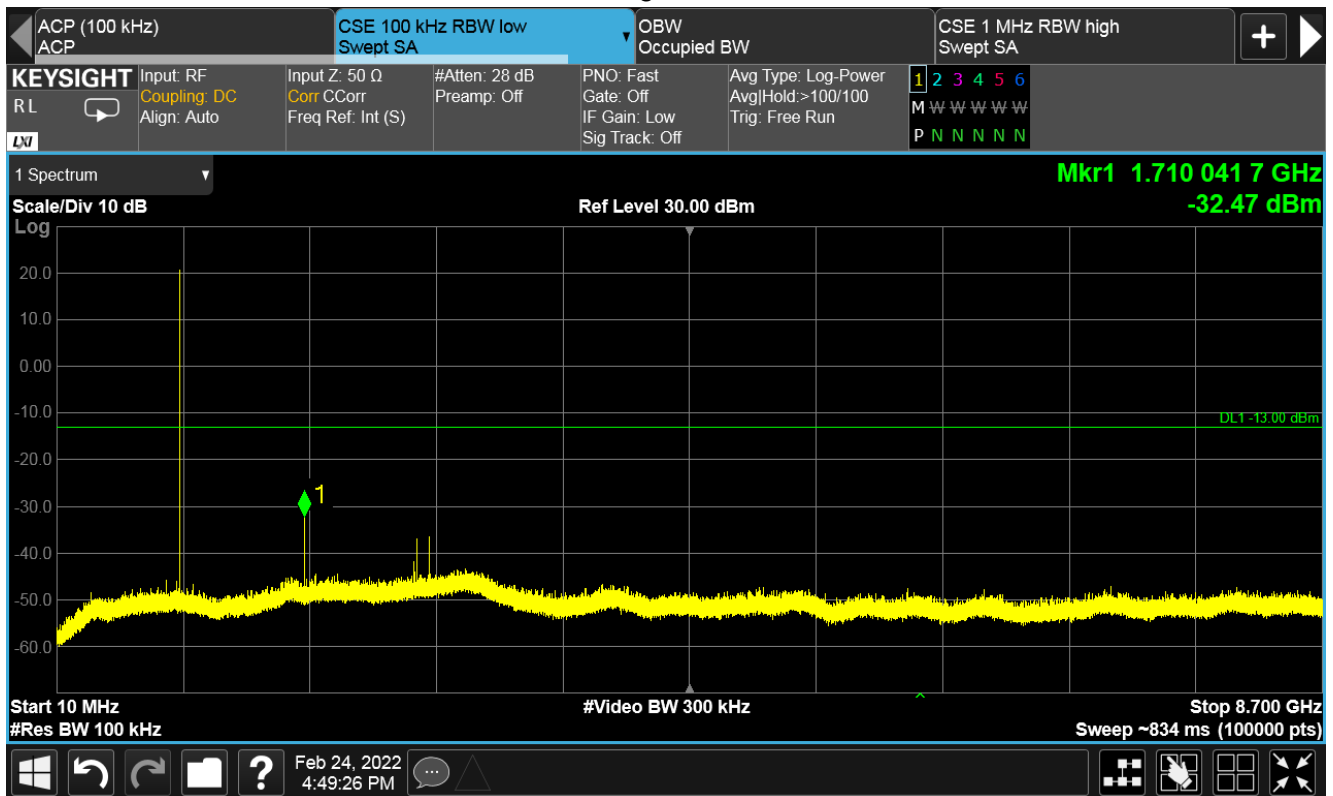 ACP (100 kHz)
ACP
CSE 100 kHz RBW low
Swept SA
OBW
Occupied BW
CSE 1 MHz RBW high
Swept SA
+
KEYSIGHT
RL
LXI
Input: RF
Coupling: DC
Align: Auto
Input Z: 50 Ω
Corr CCorr
Freq Ref: Int (S)
#Atten: 28 dB
Preamp: Off
PNO: Fast
Gate: Off
IF Gain: Low
Sig Track: Off
Avg Type: Log-Power
Avg|Hold:>100/100
Trig: Free Run
1 2 3 4 5 6
M W W W W W
P N N N N N
1 Spectrum
Mkr1 1.710 041 7 GHz
Scale/Div 10 dB
Ref Level 30.00 dBm
-32.47 dBm
Log
20.0
10.0
0.00
-10.0
DL1 -13.00 dBm
-20.0
1
-30.0
-40.0
-50.0
-60.0
Start 10 MHz
#Video BW 300 kHz
Stop 8.700 GHz
#Res BW 100 kHz
Sweep ~834 ms (100000 pts)
?
Feb 24, 2022
4:49:26 PM